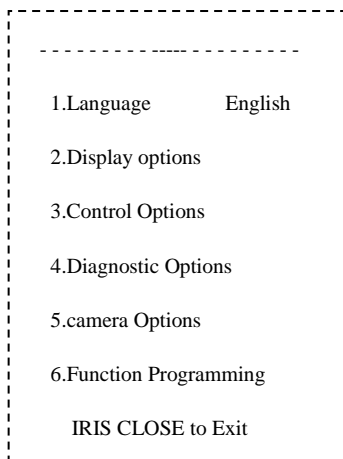 - - - - - - - - - ----- - - - - - - - - -
1.Language English
2.Display options
3.Control Options
4.Diagnostic Options
5.camera Options
6.Function Programming
IRIS CLOSE to Exit